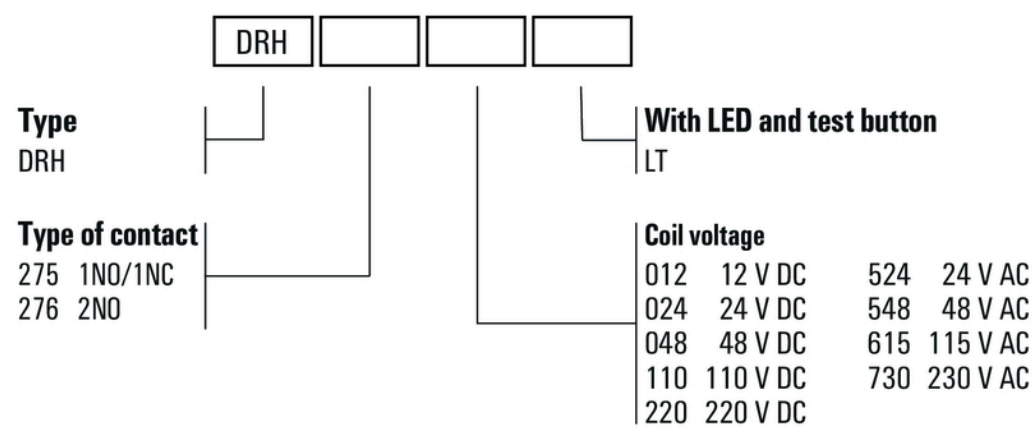 DRH
Type
DRH
With LED and test button
LT
Type of contact
275 1NO/1NC
276 2NO
Coil voltage
012 12 V DC 524 24 V AC
024 24 V DC 548 48 V AC
048 48 V DC 615 115 V AC
110 110 V DC 730 230 V AC
220 220 V DC